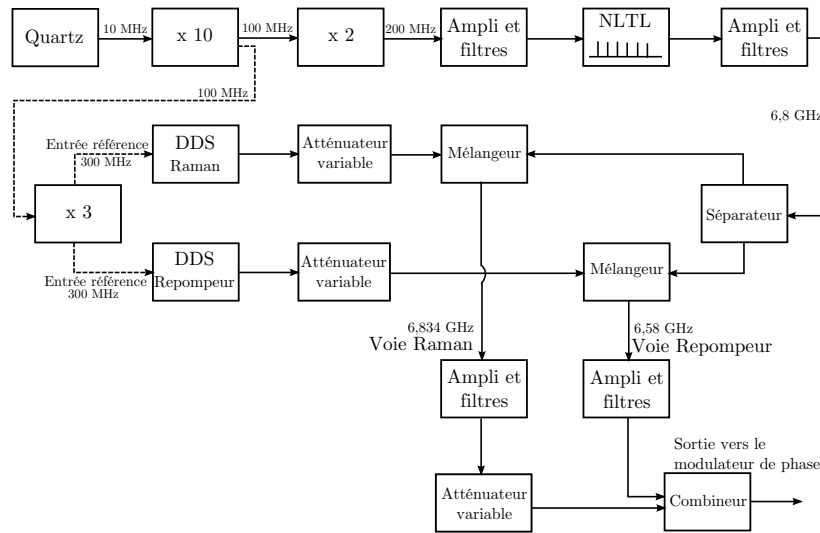 Quartz
10 MHz
x 10
100 MHz
x 2
200 MHz
Ampli et
filtres
NLTL
Ampli et
filtres
100 MHz
6,8 GHz
Entrée référence
300 MHz
DDS
Raman
Atténuateur
variable
Mélangeur
x 3
Séparateur
Entrée référence
300 MHz
DDS
Repompeur
Atténuateur
variable
Mélangeur
6,834 GHz
Voie Raman
6,58 GHz
Voie Repompeur
Ampli et
filtres
Ampli et
filtres
Sortie vers le
modulateur de phase
Atténuateur
variable
Combineur